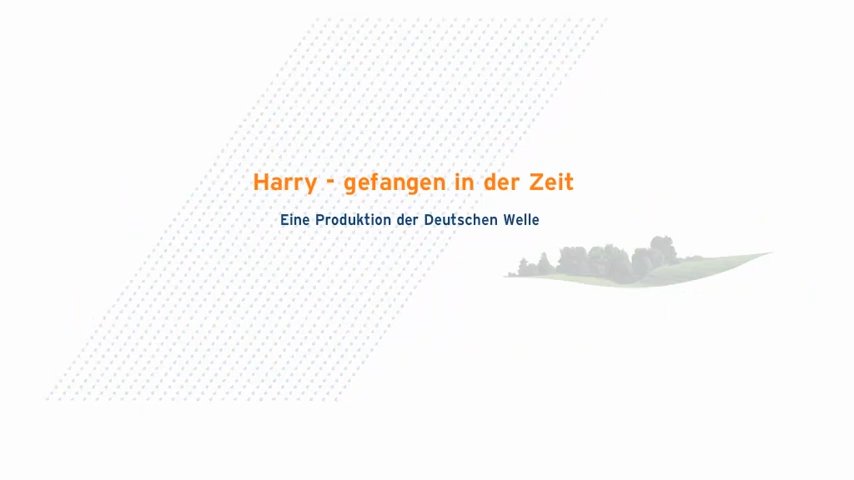 Harry - gefangen in der Zeit
Eine Produktion der Deutschen Welle